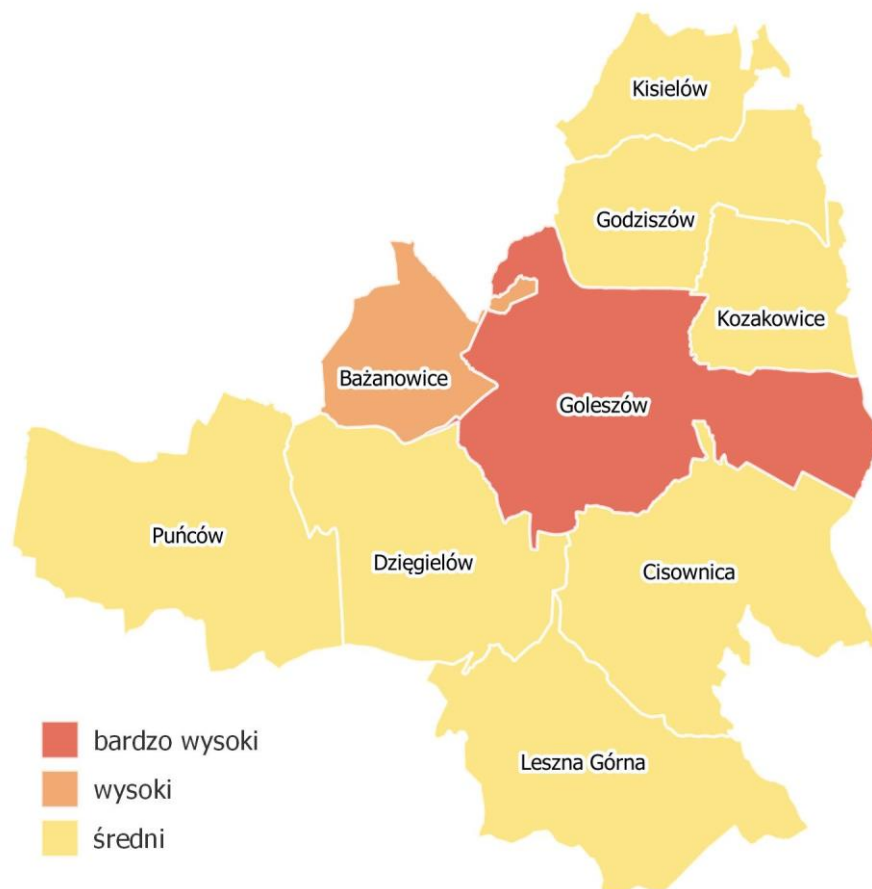 Kisielów
Godziszów
Kozakowice
Bażanowice
Goleszów
Puńców
Dzięgielów
Cisownica
Leszna Górna
bardzo wysoki
wysoki
średni